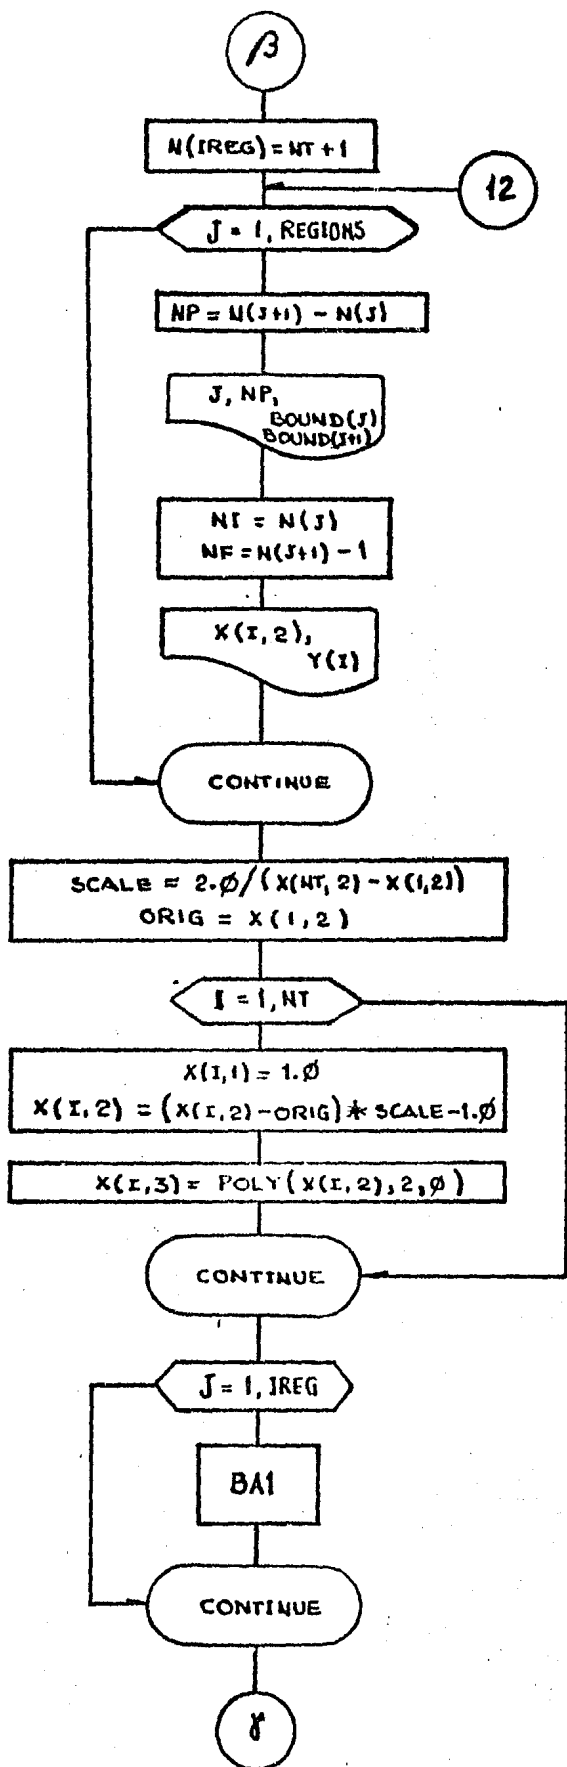 β
N(IREG) = NT + 1
12
J = 1, REGIONS
NP = N(J+1) - N(J)
J, NP,
BOUND(J)
BOUND(J+1)
NI = N(J)
NF = N(J+1) - 1
X(I, 2),
Y(I)
CONTINUE
SCALE = 2.∅/(X(NT, 2) - X(1,2))
ORIG = X(1,2)
I = 1, NT
X(I,1) = 1.∅
X(I,2) = (X(I,2) - ORIG) * SCALE - 1.∅
X(I,3) = POLY(X(I,2), 2, ∅)
CONTINUE
J = 1, IREG
BA1
CONTINUE
γ